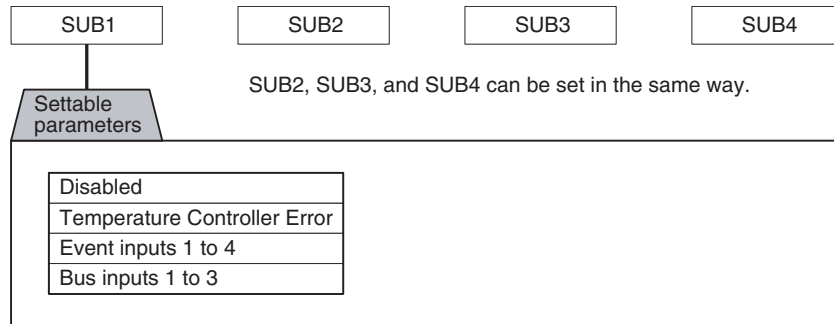 SUB1 SUB2 SUB3 SUB4
SUB2, SUB3, and SUB4 can be set in the same way.
Settable
parameters
Disabled
Temperature Controller Error
Event inputs 1 to 4
Bus inputs 1 to 3